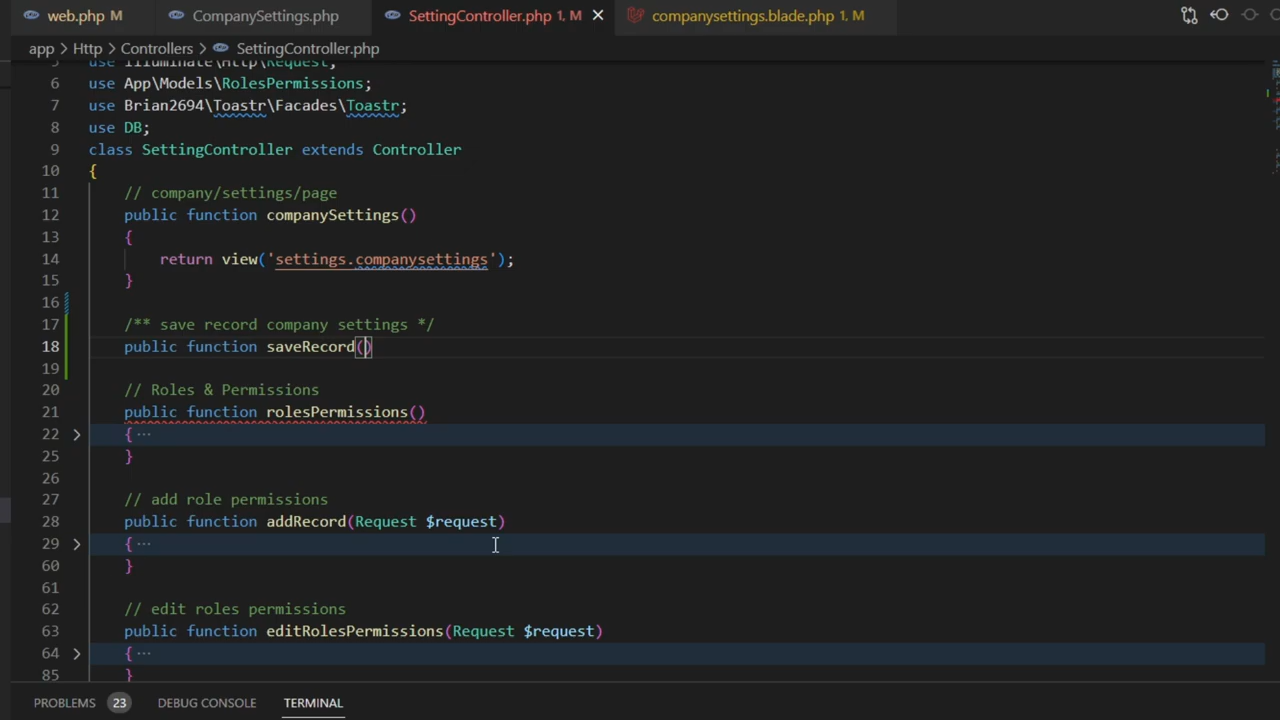 web.php M
CompanySettings.php
SettingController.php 1, M
companysettings.blade.php 1, M
app > Http > Controllers > SettingController.php
5 use Illuminate\Http\Request;
6 use App\Models\RolesPermissions;
7 use Brian2694\Toastr\Facades\Toastr;
8 use DB;
9 class SettingController extends Controller
10 {
11 // company/settings/page
12 public function companySettings()
13 {
14 return view('settings.companysettings');
15 }
16
17 /** save record company settings */
18 public function saveRecord()
19
20 // Roles & Permissions
21 public function rolesPermissions()
22 { ···
25 }
26
27 // add role permissions
28 public function addRecord(Request $request)
29 { ···
60 }
61
62 // edit roles permissions
63 public function editRolesPermissions(Request $request)
64 { ···
85 }
PROBLEMS 23 DEBUG CONSOLE TERMINAL